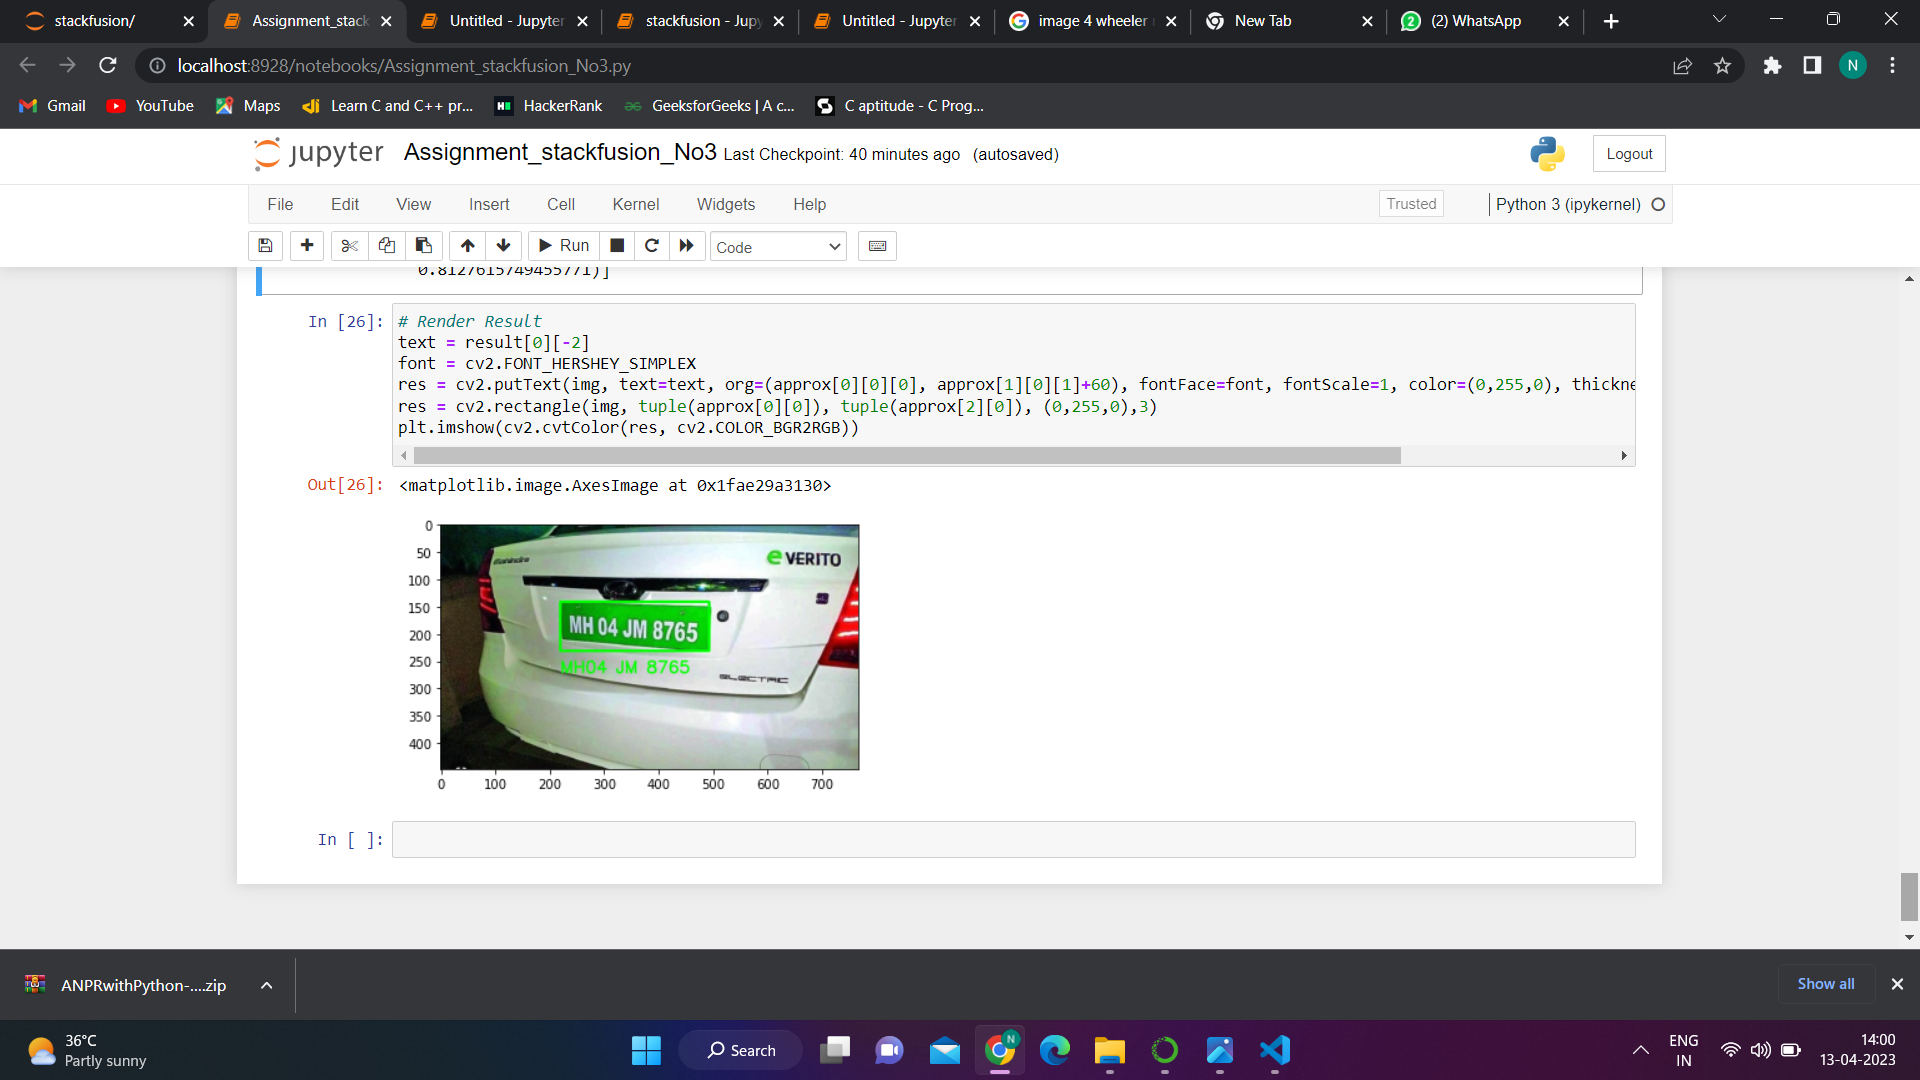 stackfusion/
Assignment_stack
Untitled - Jupyter
stackfusion - Jupy
Untitled - Jupyter
image 4 wheeler
New Tab
(2) WhatsApp
localhost:8928/notebooks/Assignment_stackfusion_No3.py
N
Gmail
YouTube
Maps
Learn C and C++ pr...
HackerRank
GeeksforGeeks | A c...
C aptitude - C Prog...
jupyter Assignment_stackfusion_No3 Last Checkpoint: 40 minutes ago (autosaved)
Logout
File Edit View Insert Cell Kernel Widgets Help
Trusted
Python 3 (ipykernel)
Run
Code
0.8127615749455771)]
In [26]:
# Render Result
text = result[0][-2]
font = cv2.FONT_HERSHEY_SIMPLEX
res = cv2.putText(img, text=text, org=(approx[0][0][0], approx[1][0][1]+60), fontFace=font, fontScale=1, color=(0,255,0), thickne
res = cv2.rectangle(img, tuple(approx[0][0]), tuple(approx[2][0]), (0,255,0),3)
plt.imshow(cv2.cvtColor(res, cv2.COLOR_BGR2RGB))
Out[26]: <matplotlib.image.AxesImage at 0x1fae29a3130>
0
50
100
150
200
250
300
350
400
Mahindra
e VERITO
MH 04 JM 8765
MH04 JM 8765
ELECTRIC
0 100 200 300 400 500 600 700
In [ ]:
ANPRwithPython-....zip
Show all
36°C
Partly sunny
Search
N
ENG
IN
14:00
13-04-2023